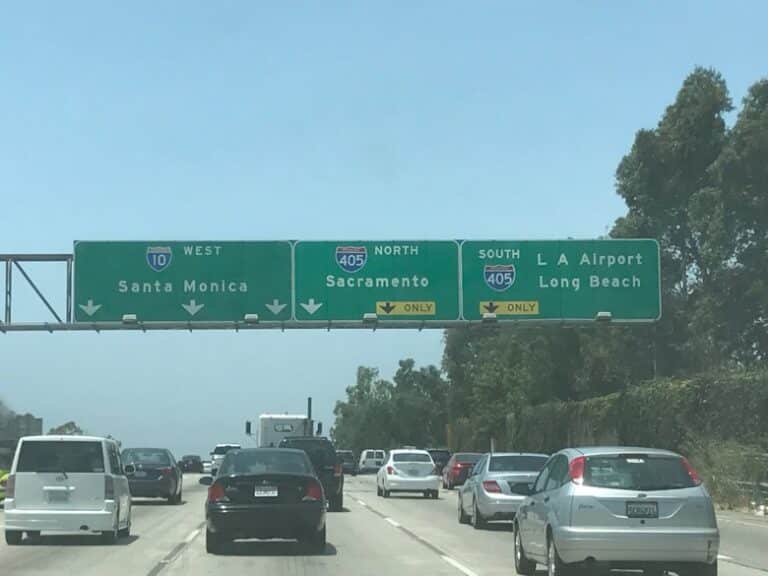 10 WEST
Santa Monica
405 NORTH
Sacramento
ONLY
SOUTH
405
L A Airport
Long Beach
ONLY